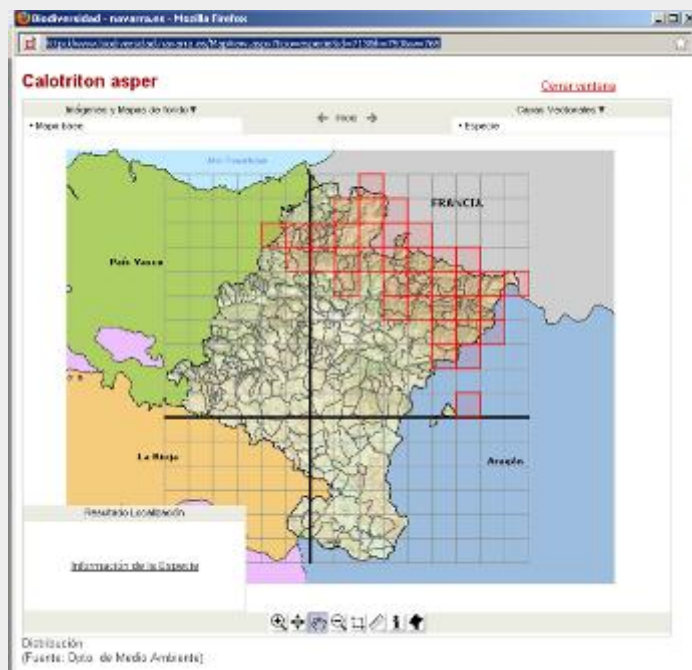 Biodiversidad - navarra.es - Mozilla Firefox
Calotriton asper
Cerrar ventana
Imágenes y Mapas de fondo ▼
Inicio
Capas Vectoriales ▼
• Mapa base
• Especie
FRANCIA
País Vasco
La Rioja
Aragón
Resultado Localización
Información de la Especie
Distribución
(Fuente: Dpto. de Medio Ambiente)